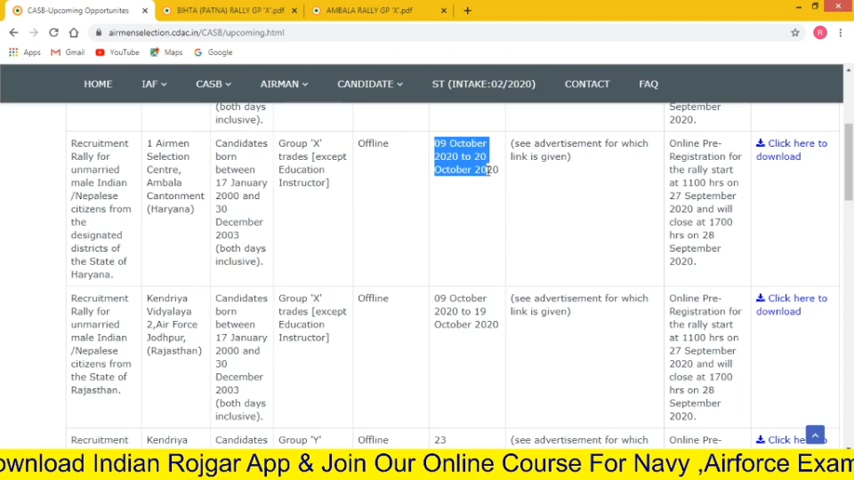 CASB-Upcoming Opportunites
BIHTA (PATNA) RALLY GP 'X'.pdf
AMBALA RALLY GP 'X'.pdf
airmenselection.cdac.in/CASB/upcoming.html
R
Apps
Gmail
YouTube
Maps
Google
HOME
IAF
CASB
AIRMAN
CANDIDATE
ST (INTAKE:02/2020)
CONTACT
FAQ
(both days
inclusive).
September
2020.
Recruitment
Rally for
unmarried
male Indian
/Nepalese
citizens from
the
designated
districts of
the State of
Haryana.
1 Airmen
Selection
Centre,
Ambala
Cantonment
(Haryana)
Candidates
born
between
17 January
2000 and
30
December
2003
(both days
inclusive).
Group 'X'
trades [except
Education
Instructor]
Offline
09 October
2020 to 20
October 2020
(see advertisement for which
link is given)
Online Pre-
Registration for
the rally start
at 1100 hrs on
27 September
2020 and will
close at 1700
hrs on 28
September
2020.
Click here to
download
Recruitment
Rally for
unmarried
male Indian
/Nepalese
citizens from
the State of
Rajasthan.
Kendriya
Vidyalaya
2,Air Force
Jodhpur,
(Rajasthan)
Candidates
born
between
17 January
2000 and
30
December
2003
(both days
inclusive).
Group 'X'
trades [except
Education
Instructor]
Offline
09 October
2020 to 19
October 2020
(see advertisement for which
link is given)
Online Pre-
Registration for
the rally start
at 1100 hrs on
27 September
2020 and will
close at 1700
hrs on 28
September
2020.
Click here to
download
Recruitment
Kendriya
Candidates
Group 'Y'
Offline
23
(see advertisement for which
Online Pre-
Click here to
ownload Indian Rojgar App & Join Our Online Course For Navy ,Airforce Exam